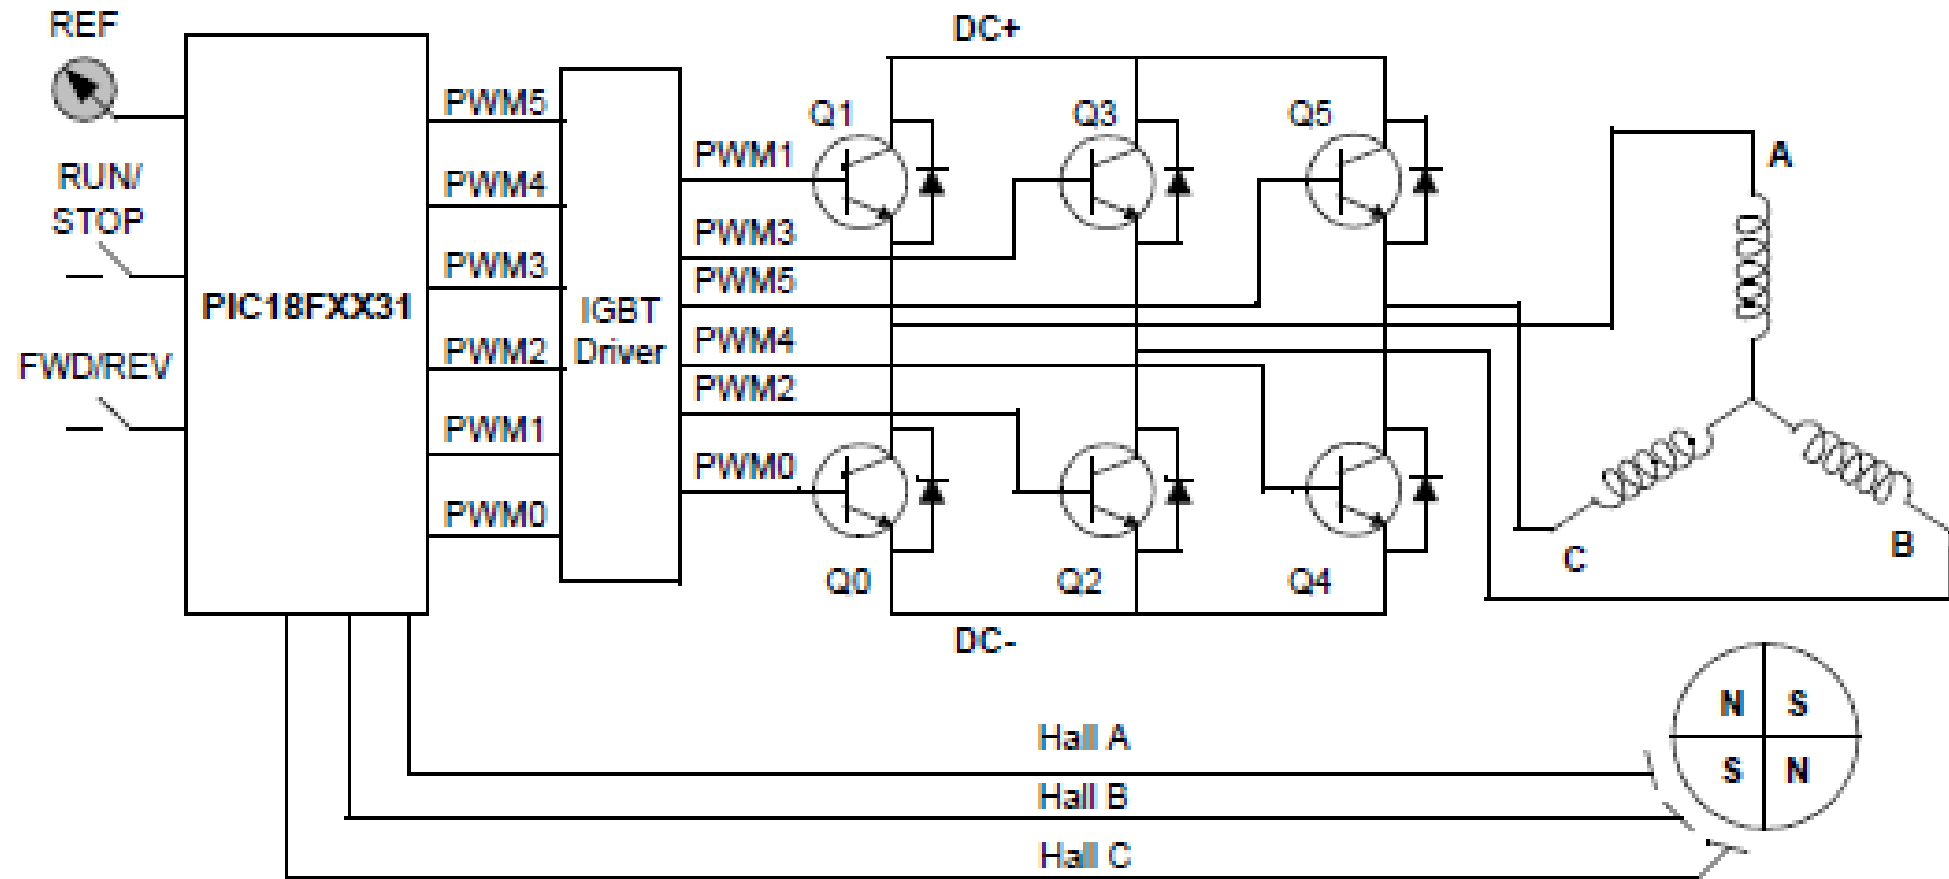 REF
RUN/
STOP
FWD/REV
PIC18FXX31
PWM5
PWM4
PWM3
PWM2
PWM1
PWM0
IGBT
Driver
PWM1
PWM3
PWM5
PWM4
PWM2
PWM0
DC+
Q1
Q3
Q5
Q0
Q2
Q4
DC-
A
C
B
Hall A
Hall B
Hall C
N S
S N